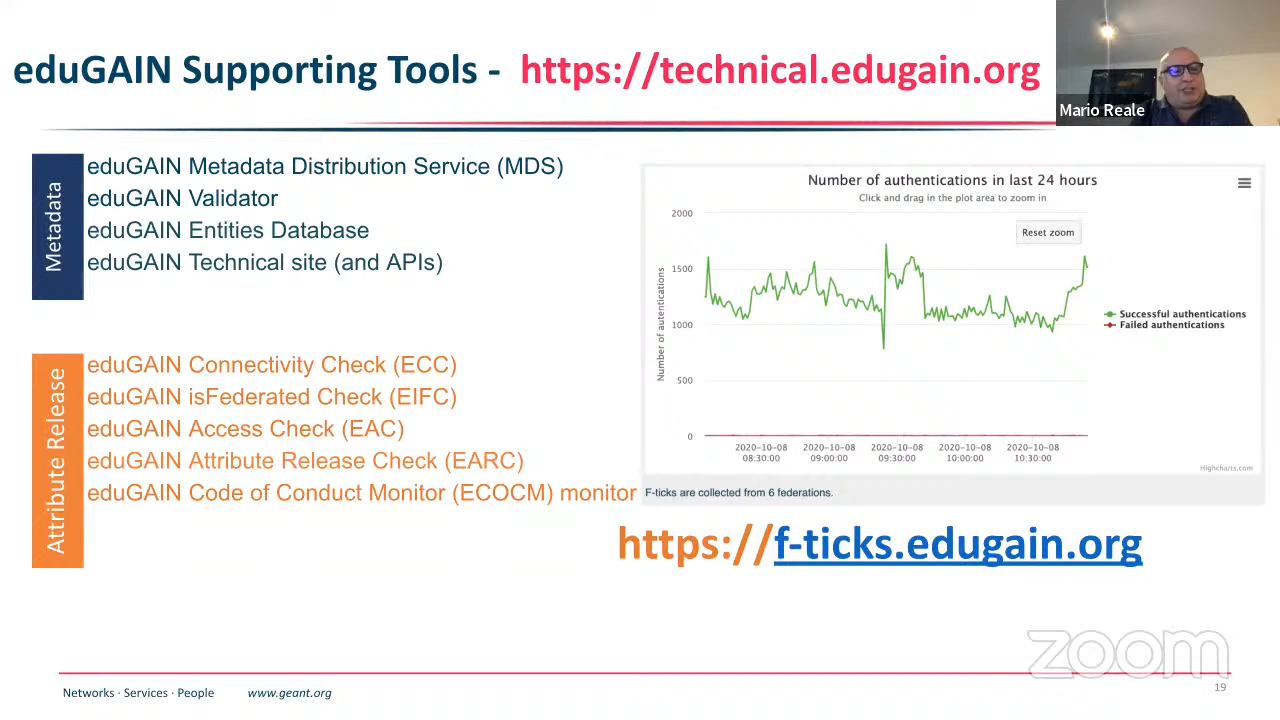 eduGAIN Supporting Tools - https://technical.edugain.org
Mario Reale
Metadata
eduGAIN Metadata Distribution Service (MDS)
eduGAIN Validator
eduGAIN Entities Database
eduGAIN Technical site (and APIs)
Attribute Release
eduGAIN Connectivity Check (ECC)
eduGAIN isFederated Check (EIFC)
eduGAIN Access Check (EAC)
eduGAIN Attribute Release Check (EARC)
eduGAIN Code of Conduct Monitor (ECOCM) monitor
Number of authentications in last 24 hours
Click and drag in the plot area to zoom in
Reset zoom
Number of autentications
2000
1500
1000
500
0
2020-10-08
08:30:00
2020-10-08
09:00:00
2020-10-08
09:30:00
2020-10-08
10:00:00
2020-10-08
10:30:00
Successful authentications
Failed authentications
Highcharts.com
F-ticks are collected from 6 federations.
https://f-ticks.edugain.org
zoom
Networks · Services · People www.geant.org
19